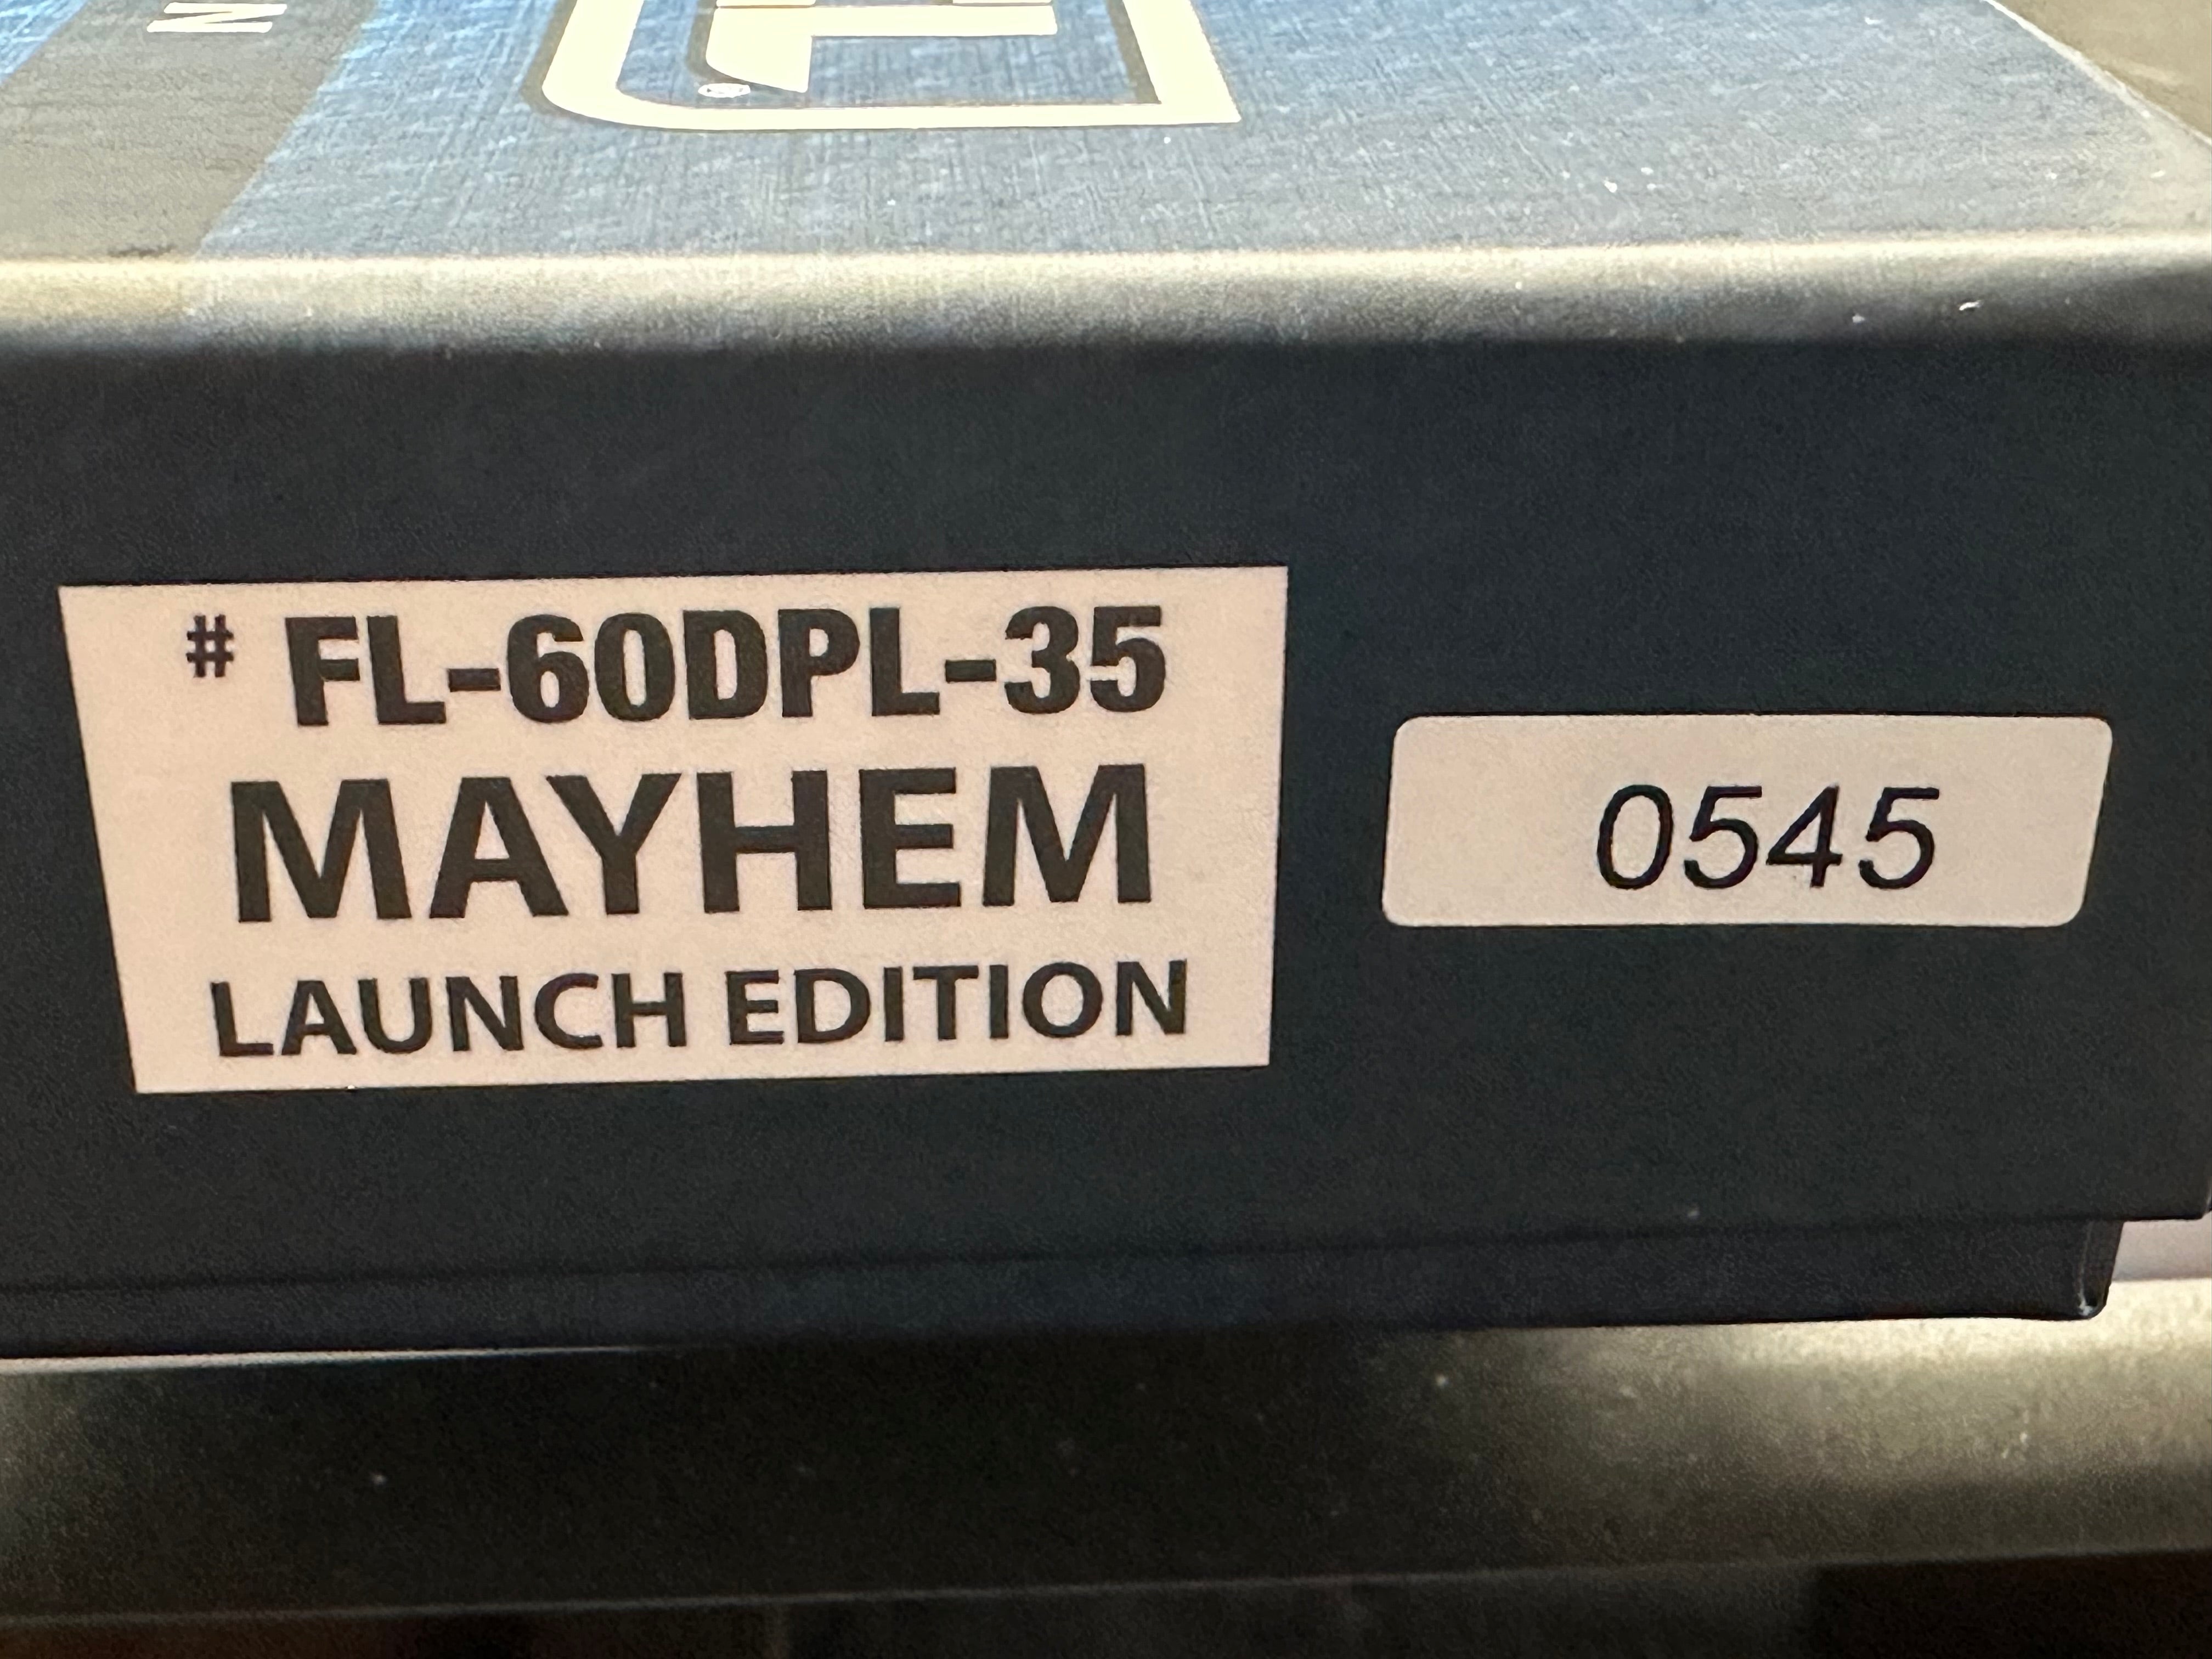 # FL-60DPL-35
MAYHEM
LAUNCH EDITION
0545